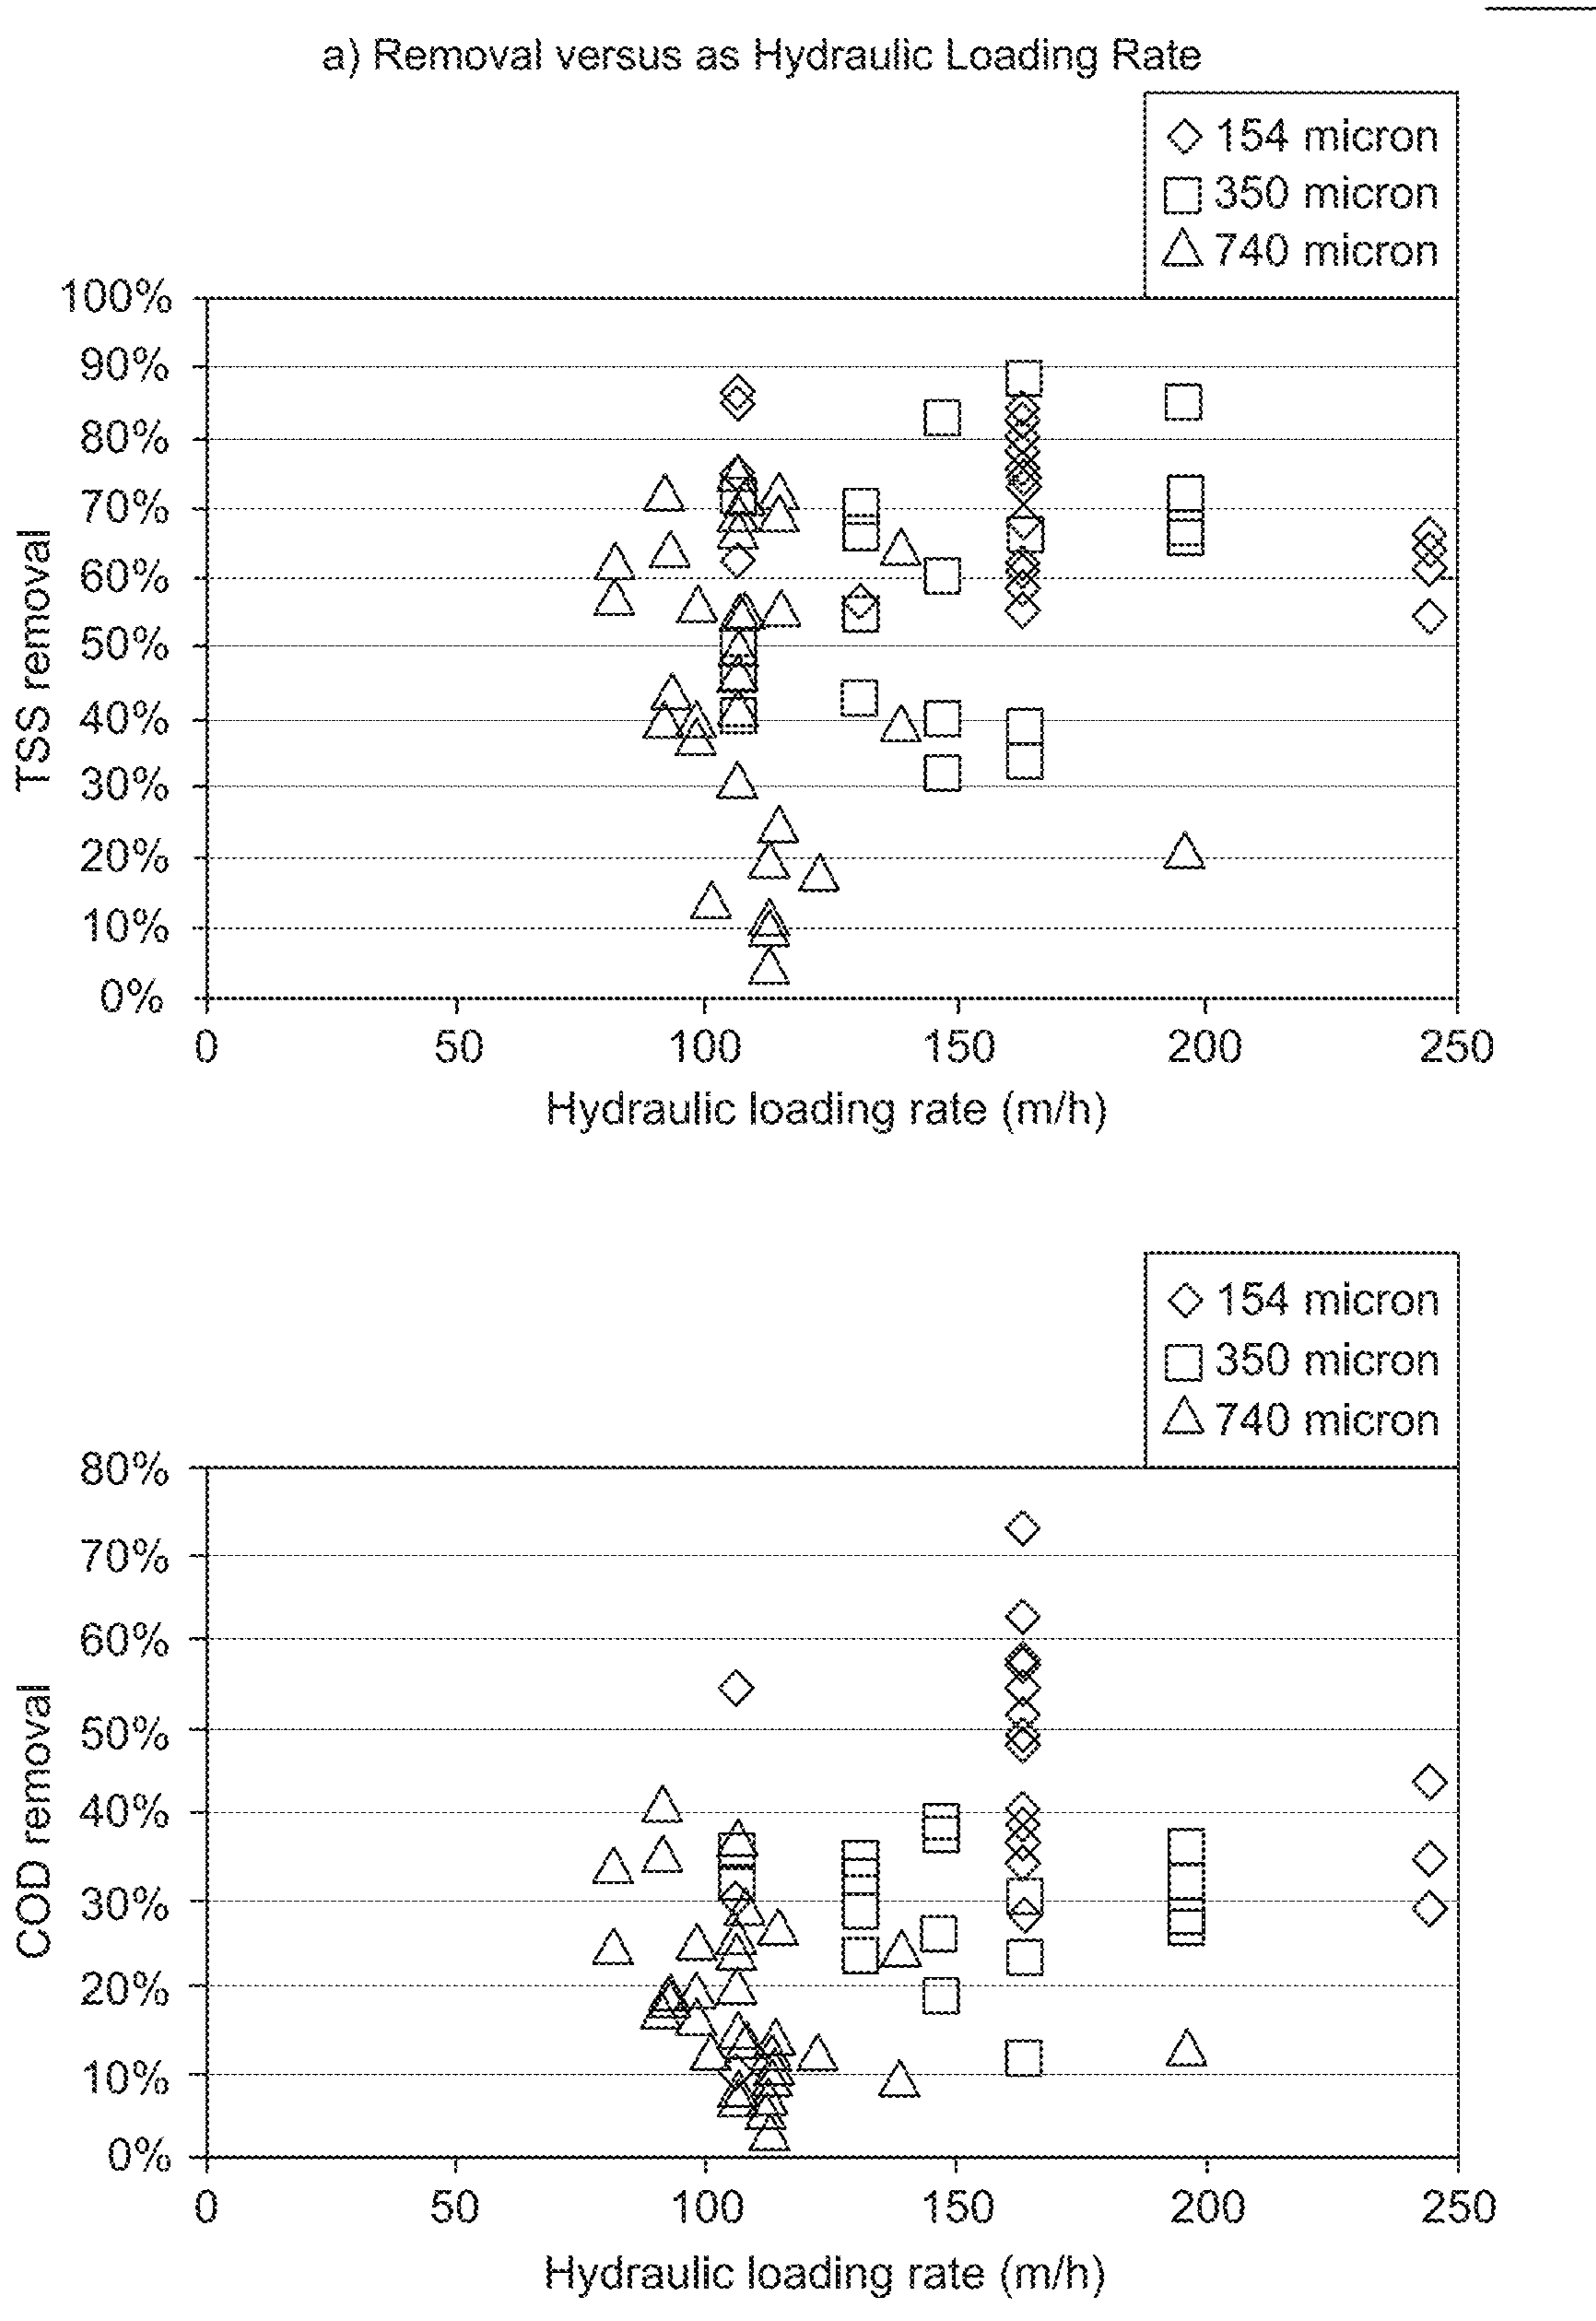 a) Removal versus as Hydraulic Loading Rate
154 micron
350 micron
740 micron
100%
90%
80%
70%
60%
50%
40%
30%
20%
10%
0%
TSS removal
0 50 100 150 200 250
Hydraulic loading rate (m/h)
154 micron
350 micron
740 micron
80%
70%
60%
50%
40%
30%
20%
10%
0%
COD removal
0 50 100 150 200 250
Hydraulic loading rate (m/h)